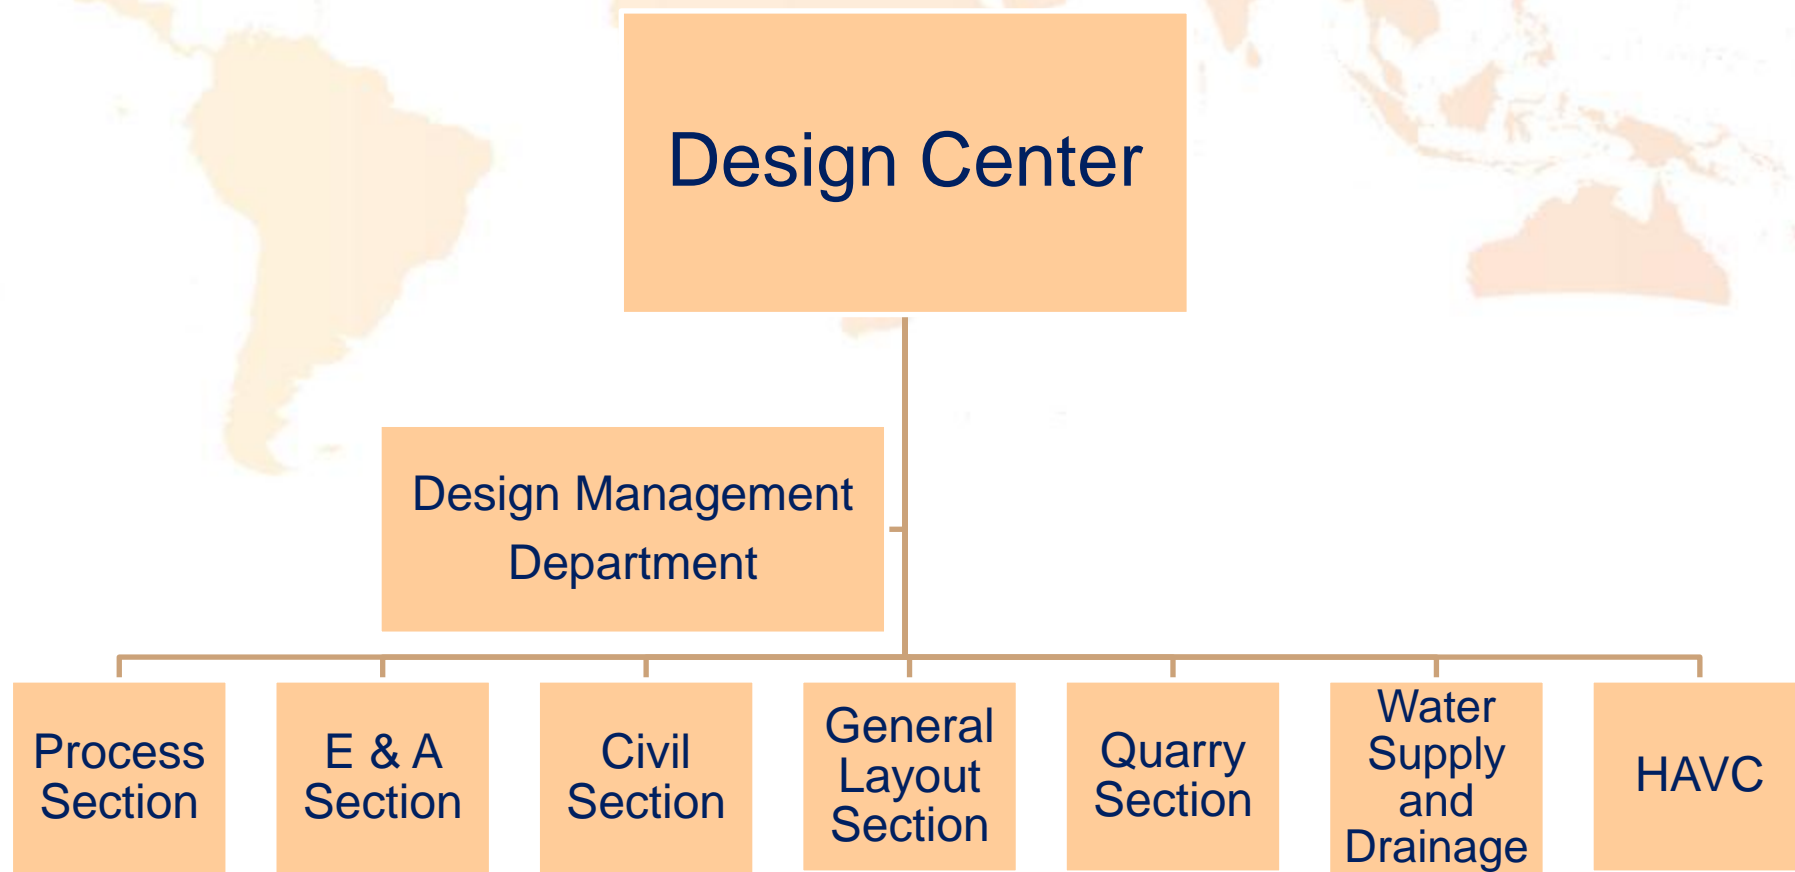 Design Center
Design Management
Department
Process
Section
E & A
Section
Civil
Section
General
Layout
Section
Quarry
Section
Water
Supply
and
Drainage
HAVC